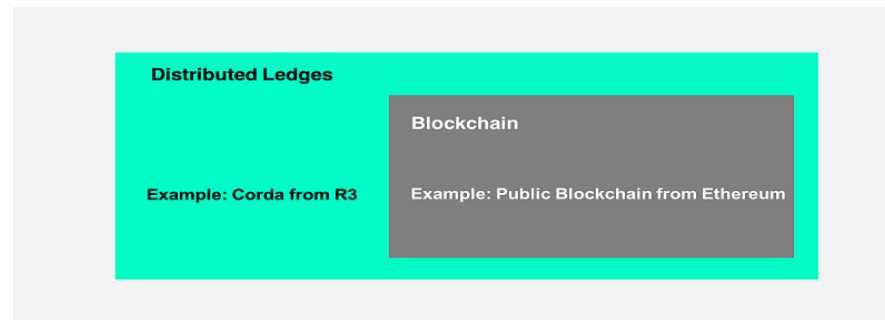 Distributed Ledges
Blockchain
Example: Corda from R3
Example: Public Blockchain from Ethereum